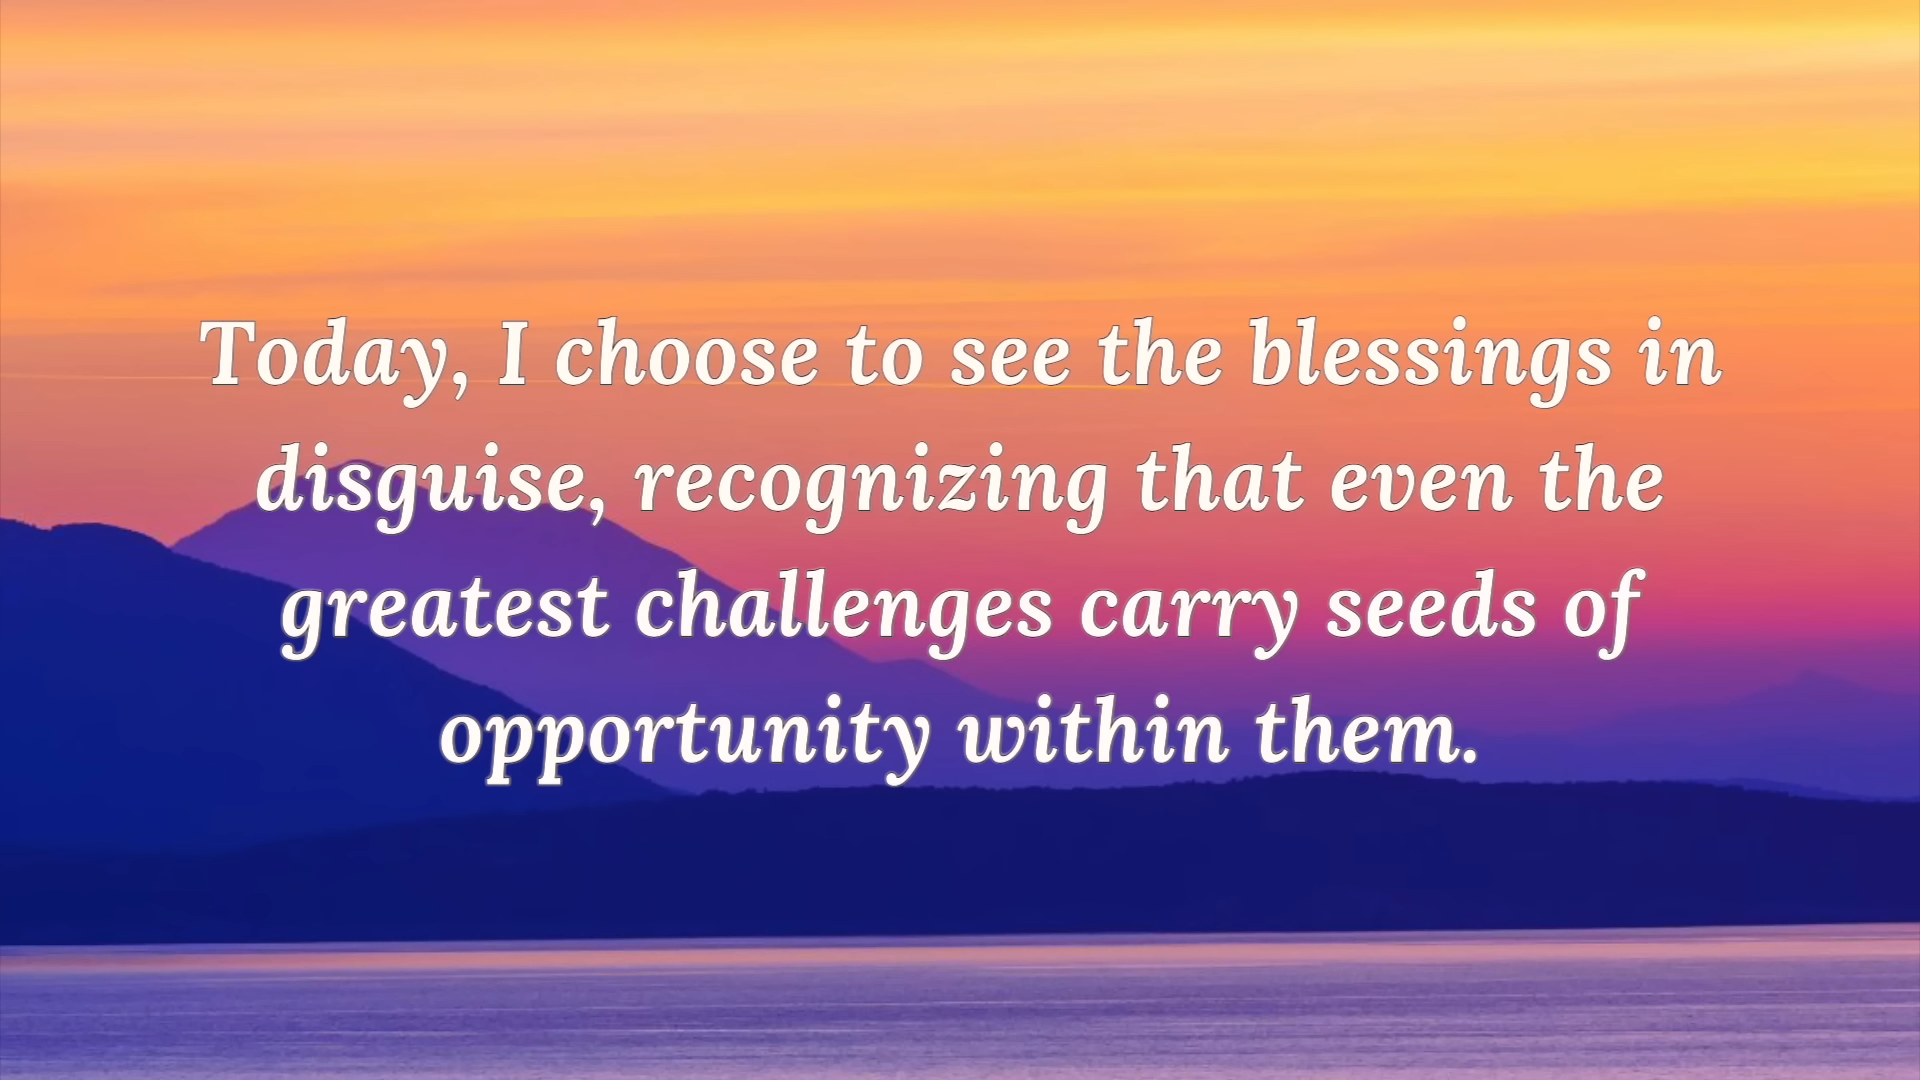 Today, I choose to see the blessings in
disguise, recognizing that even the
greatest challenges carry seeds of
opportunity within them.